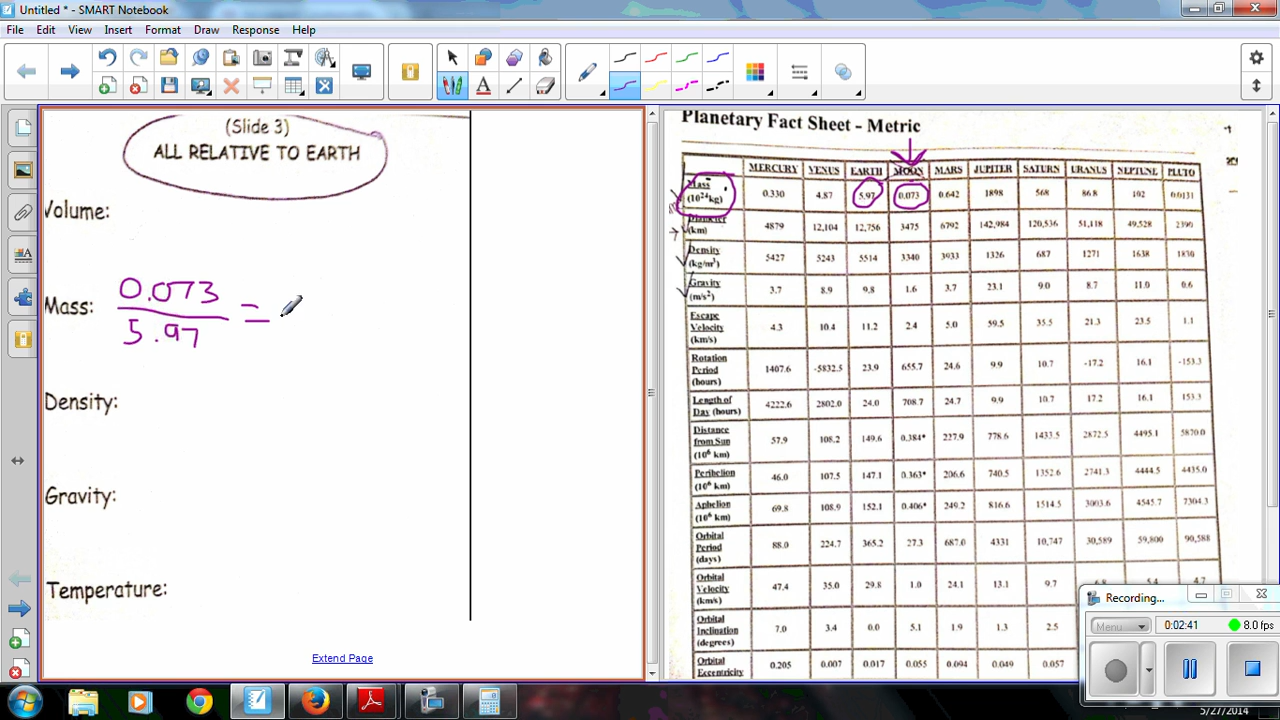 Untitled * - SMART Notebook
File Edit View Insert Format Draw Response Help
(Slide 3)
ALL RELATIVE TO EARTH
Volume:
Mass: 0.073
5.97
=
Density:
Gravity:
Temperature:
Extend Page
Planetary Fact Sheet - Metric
MERCURY VENUS EARTH MOON MARS JUPITER SATURN URANUS NEPTUNE PLUTO
Mass (10²⁴kg) 0.330 4.87 5.97 0.073 0.642 1898 568 86.8 102 0.0131
Diameter (km) 4879 12,104 12,756 3475 6792 142,984 120,536 51,118 49,528 2390
Density (kg/m³) 5427 5243 5514 3340 3933 1326 687 1271 1638 1830
Gravity (m/s²) 3.7 8.9 9.8 1.6 3.7 23.1 9.0 8.7 11.0 0.6
Escape Velocity (km/s) 4.3 10.4 11.2 2.4 5.0 59.5 35.5 21.3 23.5 1.1
Rotation Period (hours) 1407.6 -5832.5 23.9 655.7 24.6 9.9 10.7 -17.2 16.1 -153.3
Length of Day (hours) 4222.6 2802.0 24.0 708.7 24.7 9.9 10.7 17.2 16.1 153.3
Distance from Sun (10⁶ km) 57.9 108.2 149.6 0.384* 227.9 778.6 1433.5 2872.5 4495.1 5870.0
Perihelion (10⁶ km) 46.0 107.5 147.1 0.363* 206.6 740.5 1352.6 2741.3 4444.5 4435.0
Aphelion (10⁶ km) 69.8 108.9 152.1 0.406* 249.2 816.6 1514.5 3003.6 4545.7 7304.3
Orbital Period (days) 88.0 224.7 365.2 27.3 687.0 4331 10,747 30,589 59,800 90,588
Orbital Velocity (km/s) 47.4 35.0 29.8 1.0 24.1 13.1 9.7 4.7
Orbital Inclination (degrees) 7.0 3.4 0.0 5.1 1.9 1.3 2.5
Orbital Eccentricity 0.205 0.007 0.017 0.055 0.094 0.049 0.057
Recording...
Menu 0:02:41 8.0 fps
5/27/2014